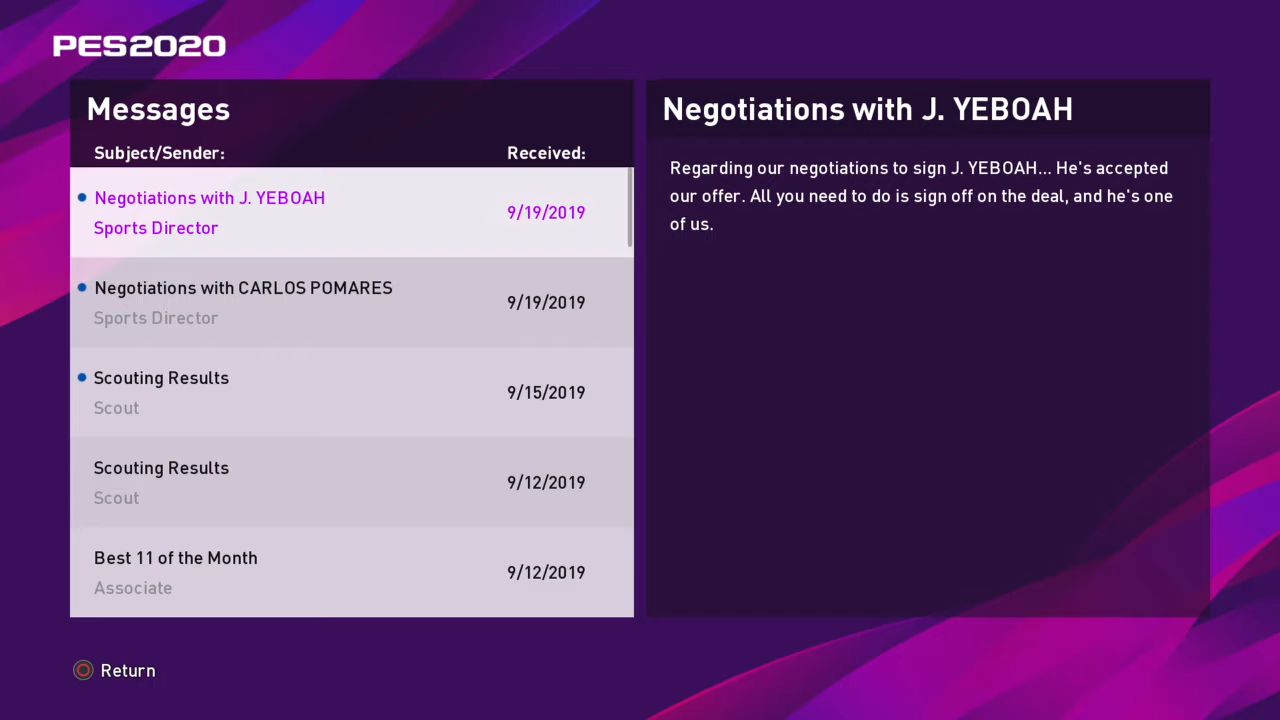 PES2020
Messages
Subject/Sender: Received:
Negotiations with J. YEBOAH
Sports Director
9/19/2019
Negotiations with CARLOS POMARES
Sports Director
9/19/2019
Scouting Results
Scout
9/15/2019
Scouting Results
Scout
9/12/2019
Best 11 of the Month
Associate
9/12/2019
Negotiations with J. YEBOAH
Regarding our negotiations to sign J. YEBOAH... He's accepted
our offer. All you need to do is sign off on the deal, and he's one
of us.
Return